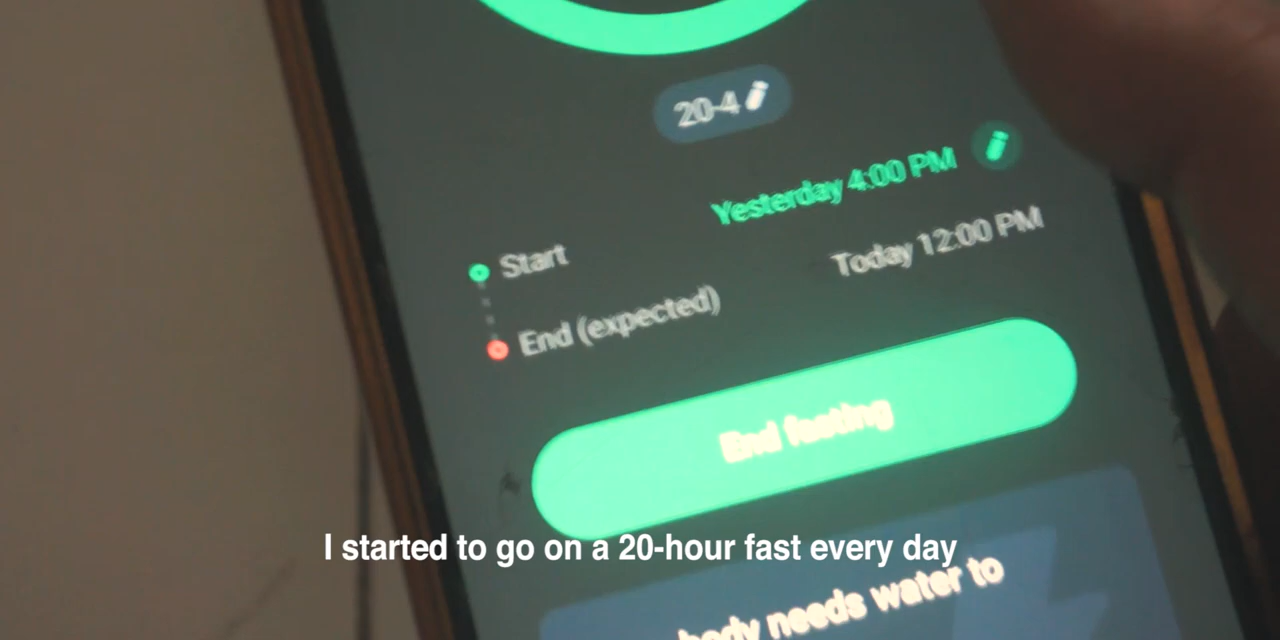 20-4
Yesterday 4:00 PM
Start
Today 12:00 PM
End (expected)
End fasting
I started to go on a 20-hour fast every day
body needs water to